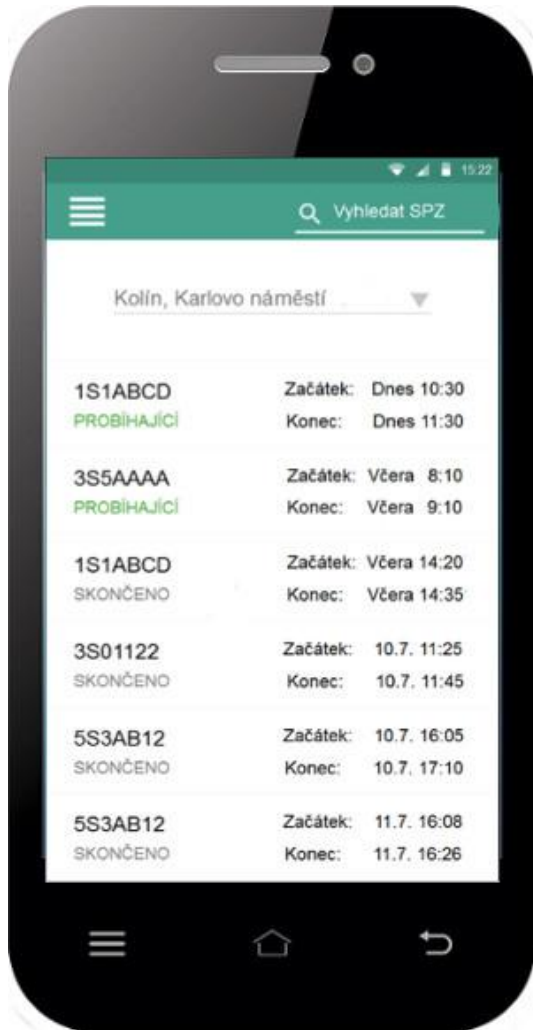 15:22
Vyhledat SPZ
Kolín, Karlovo náměstí
1S1ABCD Začátek: Dnes 10:30
PROBÍHAJÍCÍ Konec: Dnes 11:30
3S5AAAA Začátek: Včera 8:10
PROBÍHAJÍCÍ Konec: Včera 9:10
1S1ABCD Začátek: Včera 14:20
SKONČENO Konec: Včera 14:35
3S01122 Začátek: 10.7. 11:25
SKONČENO Konec: 10.7. 11:45
5S3AB12 Začátek: 10.7. 16:05
SKONČENO Konec: 10.7. 17:10
5S3AB12 Začátek: 11.7. 16:08
SKONČENO Konec: 11.7. 16:26